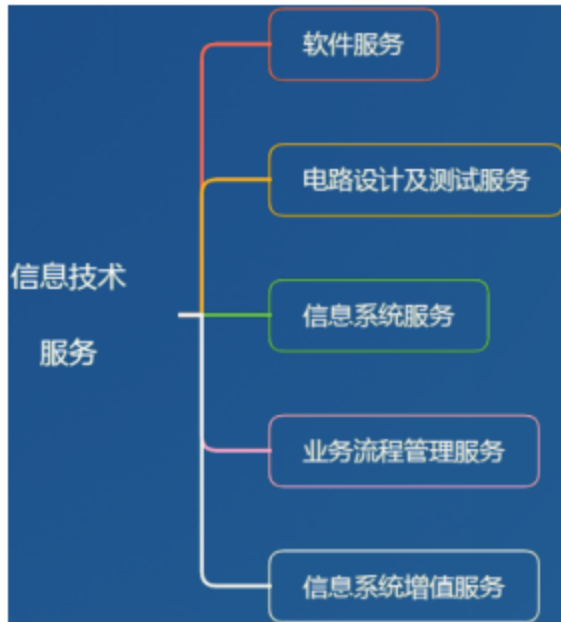 软件服务
电路设计及测试服务
信息技术
服务
信息系统服务
业务流程管理服务
信息系统增值服务